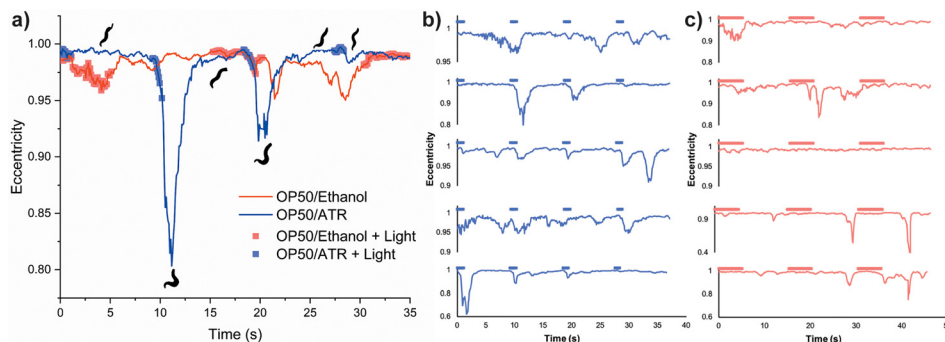 a)
1.00
0.95
0.90
0.85
0.80
Eccentricity
OP50/Ethanol
OP50/ATR
OP50/Ethanol + Light
OP50/ATR + Light
0 5 10 15 20 25 30 35
Time (s)
b)
1
0.95
1
0.9
0.8
1
0.95
0.9
1
0.95
0.9
1
0.8
0.6
Eccentricity
0 5 10 15 20 25 30 35 40
Time (s)
c)
1
0.9
0.8
1
0.9
0.8
1
0.95
0.9
0.9
0.4
1
0.8
0.6
Eccentricity
0 10 20 30 40 50
Time (s)